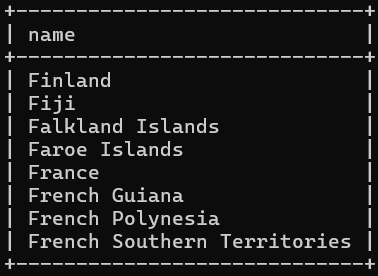 +-----------------------------+
| name                        |
+-----------------------------+
| Finland                     |
| Fiji                        |
| Falkland Islands            |
| Faroe Islands               |
| France                      |
| French Guiana               |
| French Polynesia            |
| French Southern Territories |
+-----------------------------+